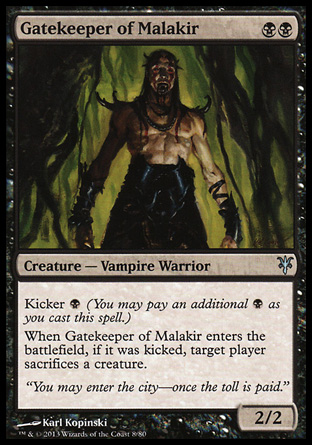 Gatekeeper of Malakir
Creature — Vampire Warrior
Kicker (You may pay an additional as
you cast this spell.)
When Gatekeeper of Malakir enters the
battlefield, if it was kicked, target player
sacrifices a creature.
“You may enter the city—once the toll is paid.”
Karl Kopinski
™ & © 2013 Wizards of the Coast 8/80
2/2